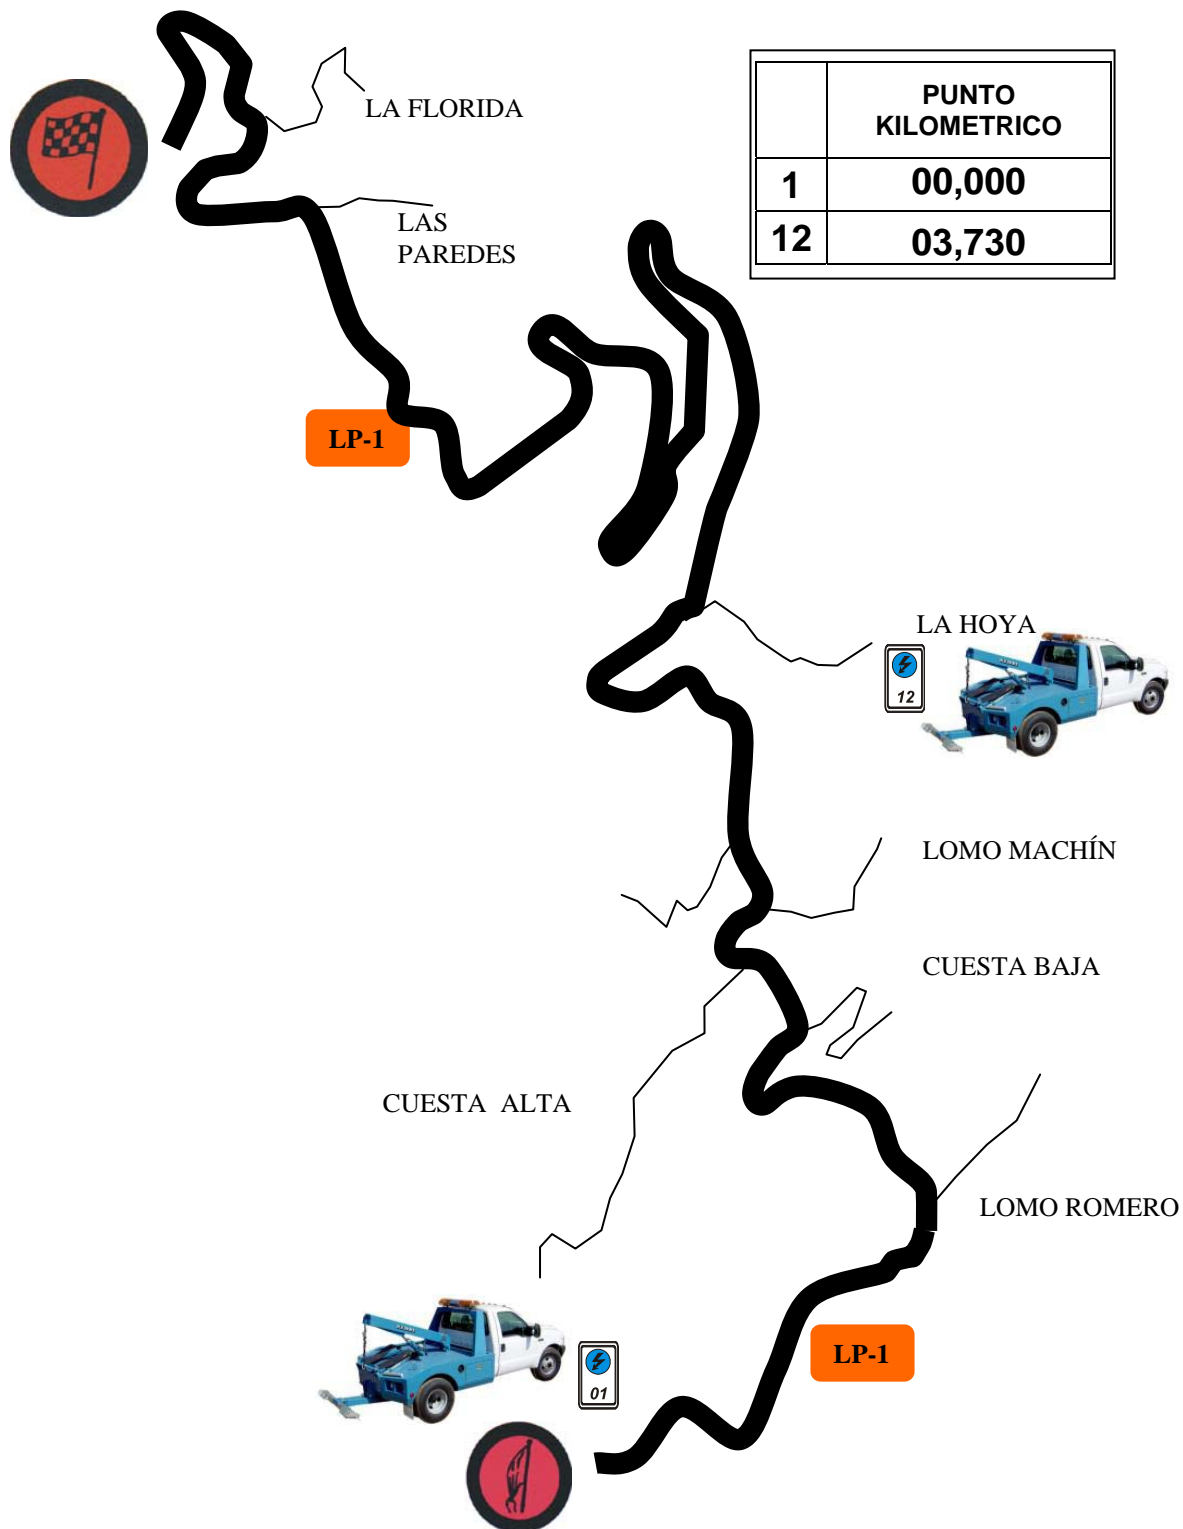 PUNTO
KILOMETRICO
1 00,000
12 03,730
LA FLORIDA
LAS
PAREDES
LP-1
LA HOYA
12
LOMO MACHÍN
CUESTA BAJA
CUESTA ALTA
LOMO ROMERO
LP-1
01